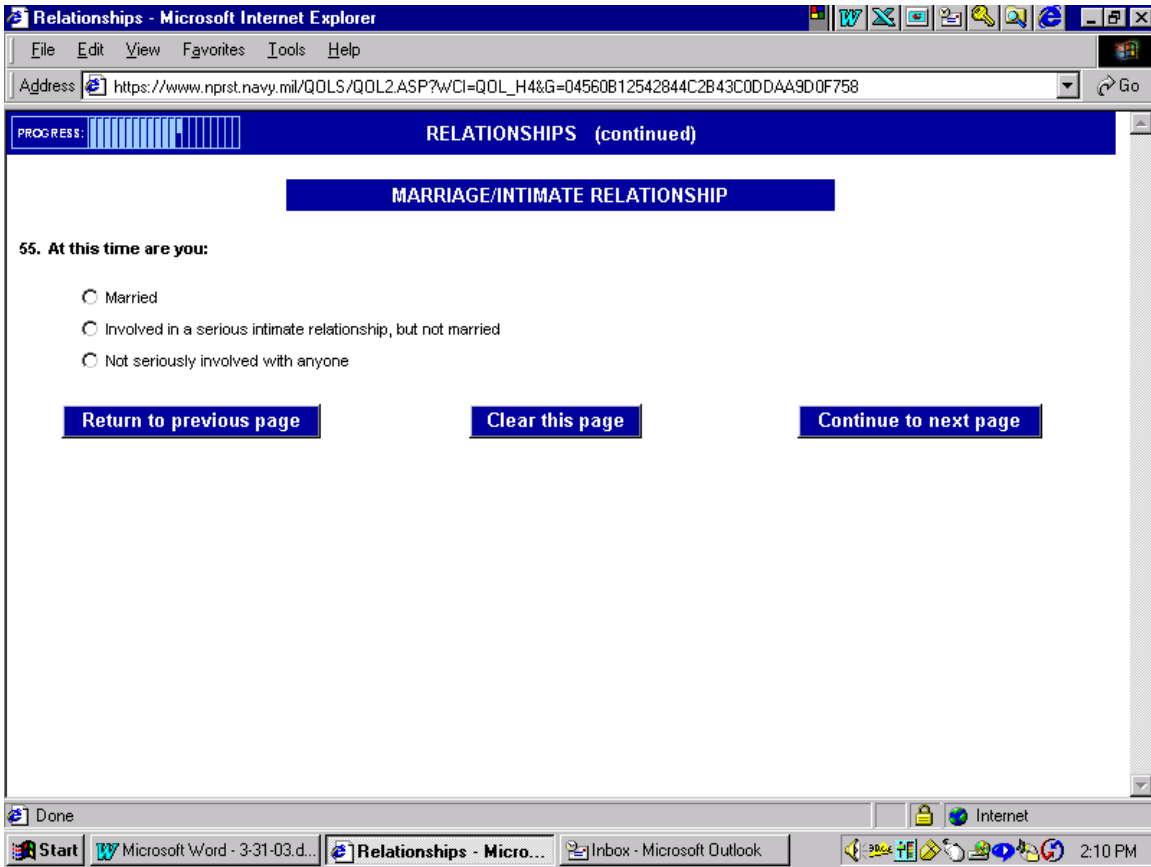 Relationships - Microsoft Internet Explorer
File Edit View Favorites Tools Help
Address https://www.nprst.navy.mil/QOLS/QOL2.ASP?WCI=QOL_H4&G=04560B12542844C2B43C0DDAA9D0F758 Go
PROGRESS: RELATIONSHIPS (continued)
MARRIAGE/INTIMATE RELATIONSHIP
55. At this time are you:
Married
Involved in a serious intimate relationship, but not married
Not seriously involved with anyone
Return to previous page Clear this page Continue to next page
Done Internet
Start Microsoft Word - 3-31-03.d... Relationships - Micro... Inbox - Microsoft Outlook 2:10 PM